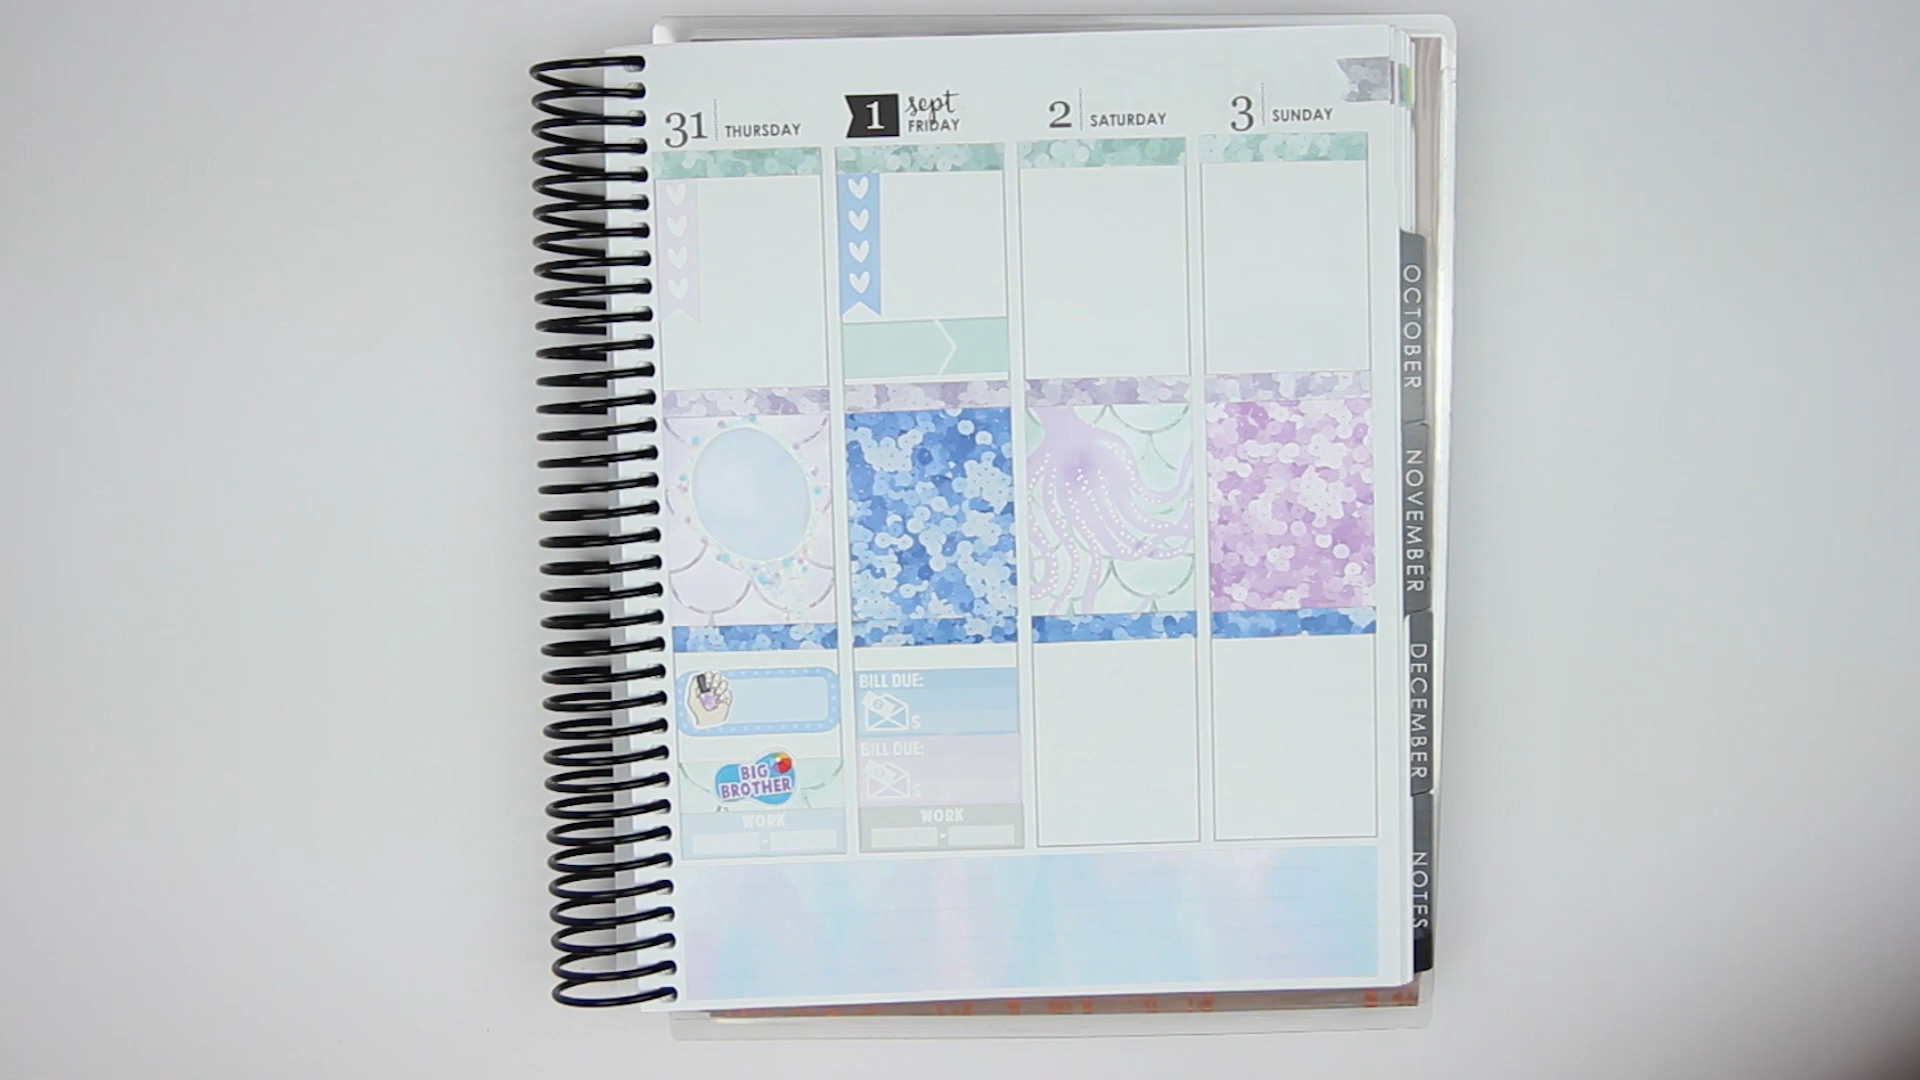 31 THURSDAY
1 sept FRIDAY
2 SATURDAY
3 SUNDAY
BIG
BROTHER
WORK
-
BILL DUE:
$
BILL DUE:
$
WORK
-
OCTOBER
NOVEMBER
DECEMBER
NOTES